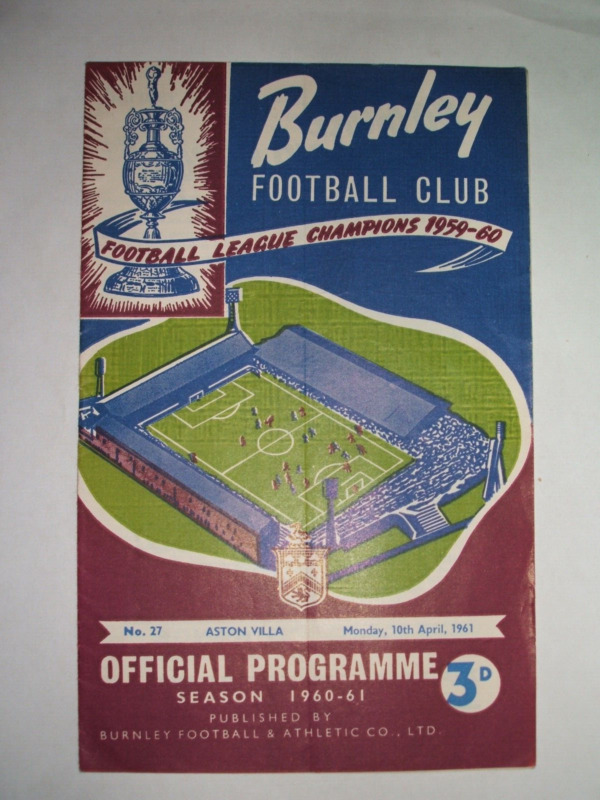 Burnley
FOOTBALL CLUB
FOOTBALL LEAGUE CHAMPIONS 1959-60
No. 27 ASTON VILLA Monday, 10th April, 1961
OFFICIAL PROGRAMME 3D
SEASON 1960-61
PUBLISHED BY
BURNLEY FOOTBALL & ATHLETIC CO., LTD.